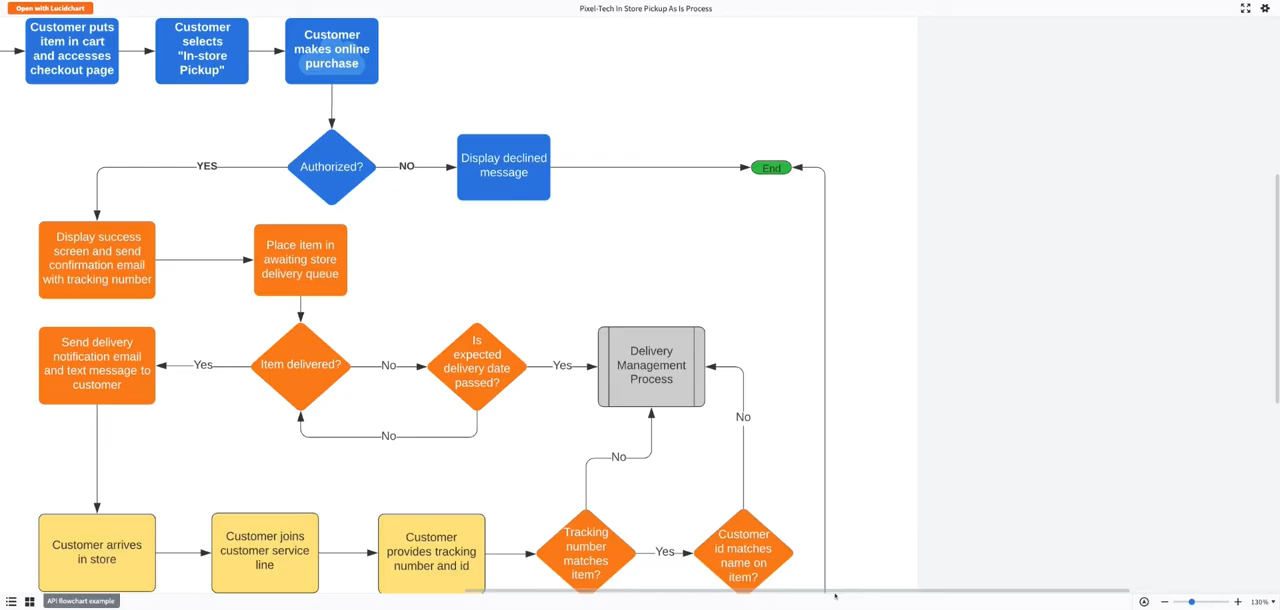 Open with Lucidchart
Pixel-Tech In Store Pickup As Is Process
Customer puts
item in cart
and accesses
checkout page
Customer
selects
"In-store
Pickup"
Customer
makes online
purchase
Authorized?
YES
NO
Display declined
message
End
Display success
screen and send
confirmation email
with tracking number
Place item in
awaiting store
delivery queue
Send delivery
notification email
and text message to
customer
Yes
Item delivered?
No
Is
expected
delivery date
passed?
Yes
Delivery
Management
Process
No
No
No
Customer arrives
in store
Customer joins
customer service
line
Customer
provides tracking
number and id
Tracking
number
matches
item?
Yes
Customer
id matches
name on
item?
API flowchart example
130%